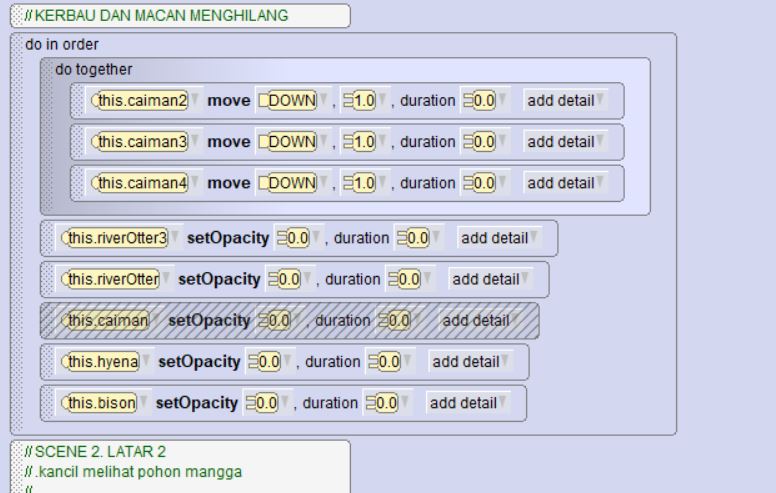 // KERBAU DAN MACAN MENGHILANG
do in order
do together
this.caiman2 move DOWN , 1.0 , duration 0.0 add detail
this.caiman3 move DOWN , 1.0 , duration 0.0 add detail
this.caiman4 move DOWN , 1.0 , duration 0.0 add detail
this.riverOtter3 setOpacity 0.0 , duration 0.0 add detail
this.riverOtter setOpacity 0.0 , duration 0.0 add detail
this.caiman setOpacity 0.0 , duration 0.0 add detail
this.hyena setOpacity 0.0 , duration 0.0 add detail
this.bison setOpacity 0.0 , duration 0.0 add detail
// SCENE 2. LATAR 2
// .kancil melihat pohon mangga
//